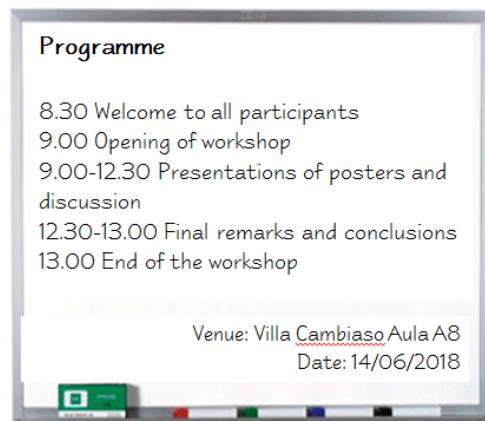 Programme
8.30 Welcome to all participants
9.00 Opening of workshop
9.00-12.30 Presentations of posters and
discussion
12.30-13.00 Final remarks and conclusions
13.00 End of the workshop
Venue: Villa Cambiaso Aula A8
Date: 14/06/2018